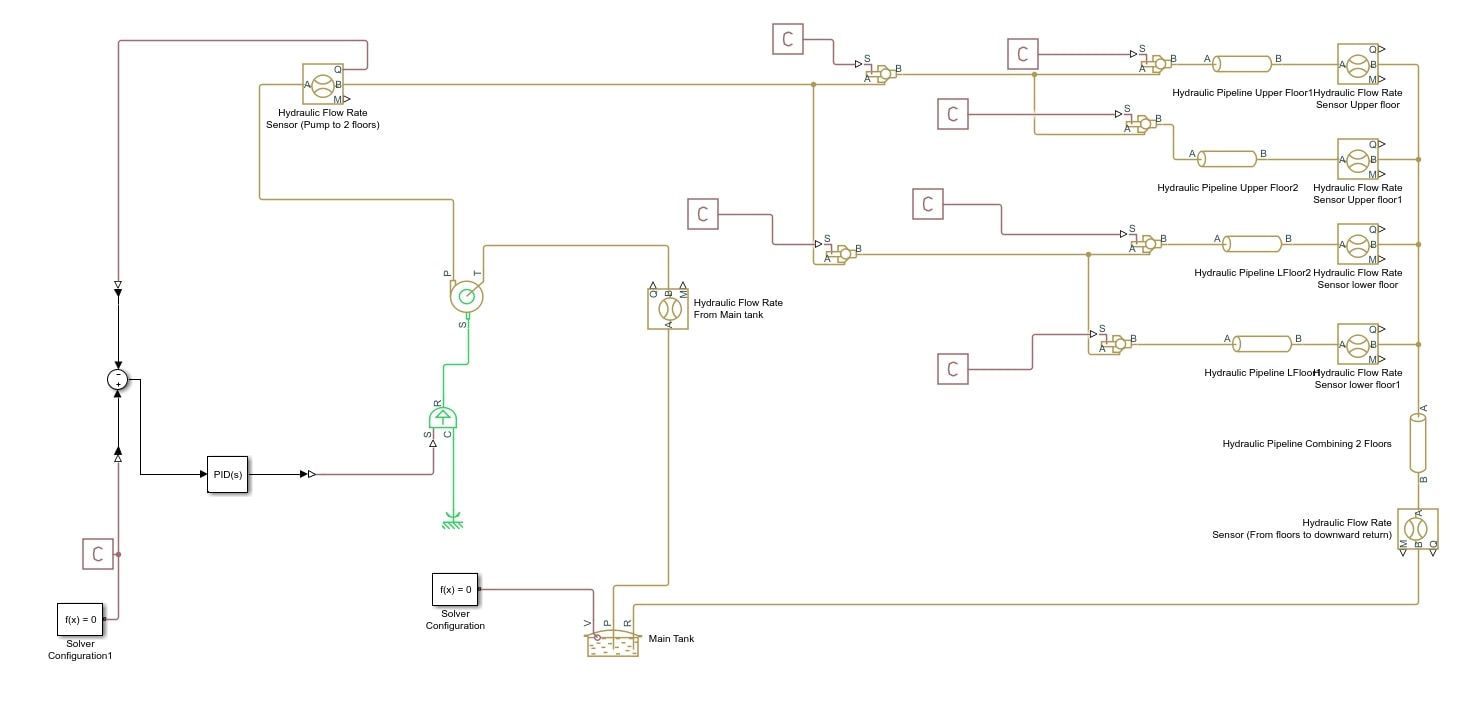 C
S
A
B
C
S
A
B
A
B
Q
A
B
M
Hydraulic Pipeline Upper Floor1
Hydraulic Flow Rate
Sensor Upper floor
Q
A
B
M
Hydraulic Flow Rate
Sensor (Pump to 2 floors)
C
S
A
B
A
B
Q
A
B
M
Hydraulic Pipeline Upper Floor2
Hydraulic Flow Rate
Sensor Upper floor1
C
S
A
B
C
S
A
B
A
B
Q
A
B
M
Hydraulic Pipeline LFloor2
Hydraulic Flow Rate
Sensor lower floor
P
T
S
Q
B
M
A
Hydraulic Flow Rate
From Main tank
C
S
A
B
A
B
Q
A
B
M
Hydraulic Pipeline LFloor1
Hydraulic Flow Rate
Sensor lower floor1
−
+
R
S
C
PID(s)
A
Hydraulic Pipeline Combining 2 Floors
B
A
Hydraulic Flow Rate
Sensor (From floors to downward return)
M
B
Q
C
f(x) = 0
Solver
Configuration1
f(x) = 0
Solver
Configuration
V
P
R
Main Tank